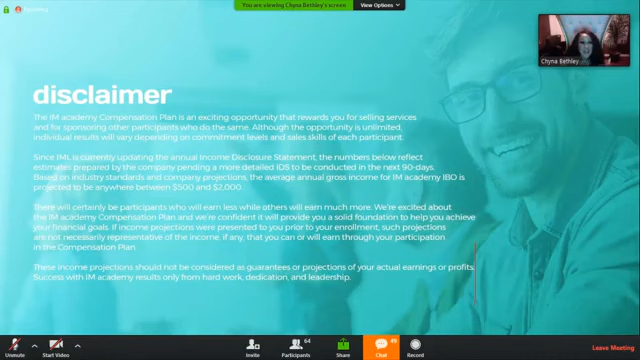 You are viewing Chyna Bethley's screen
View Options
Chyna Bethley
disclaimer
The IM academy Compensation Plan is an exciting opportunity that rewards you for selling services
and for sponsoring other participants who do the same. Although the opportunity is unlimited,
individual results will vary depending on commitment levels and sales skills of each participant.
Since IML is currently updating the annual Income Disclosure Statement, the numbers below reflect
estimates prepared by the company pending a more detailed IDS to be conducted in the next 90-days.
Based on industry standards and company projections, the average annual gross income for IM academy IBO is
projected to be anywhere between $500 and $2,000.
There will certainly be participants who will earn less while others will earn much more. We're excited about
the IM academy Compensation Plan and we're confident it will provide you a solid foundation to help you achieve
your financial goals. If income projections were presented to you prior to your enrollment, such projections
are not necessarily representative of the income, if any, that you can or will earn through your participation
in the Compensation Plan.
These income projections should not be considered as guarantees or projections of your actual earnings or profits.
Success with IM academy results only from hard work, dedication, and leadership.
64
49
Unmute
Start Video
Invite
Participants
Share
Chat
Record
Leave Meeting